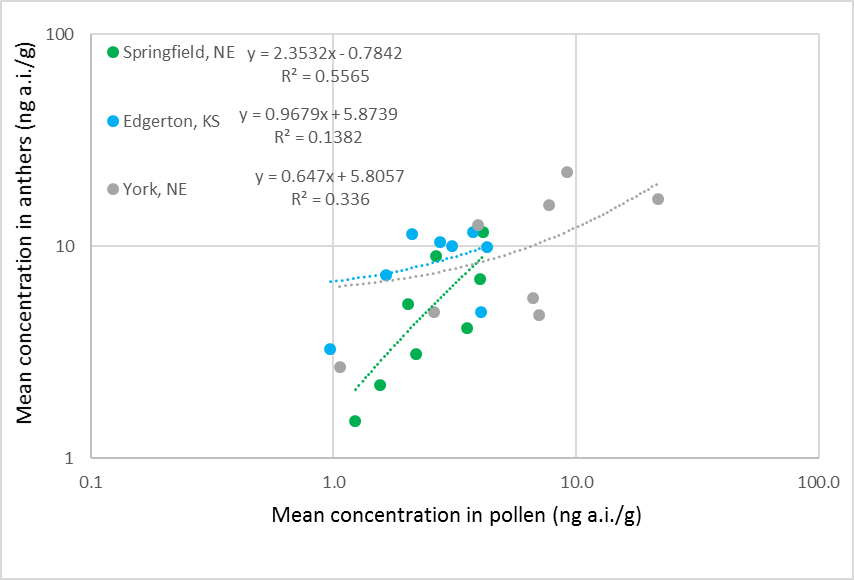 Mean concentration in anthers (ng a.i./g)
100
10
1
Springfield, NE y = 2.3532x - 0.7842
R² = 0.5565
Edgerton, KS y = 0.9679x + 5.8739
R² = 0.1382
York, NE y = 0.647x + 5.8057
R² = 0.336
0.1 1.0 10.0 100.0
Mean concentration in pollen (ng a.i./g)